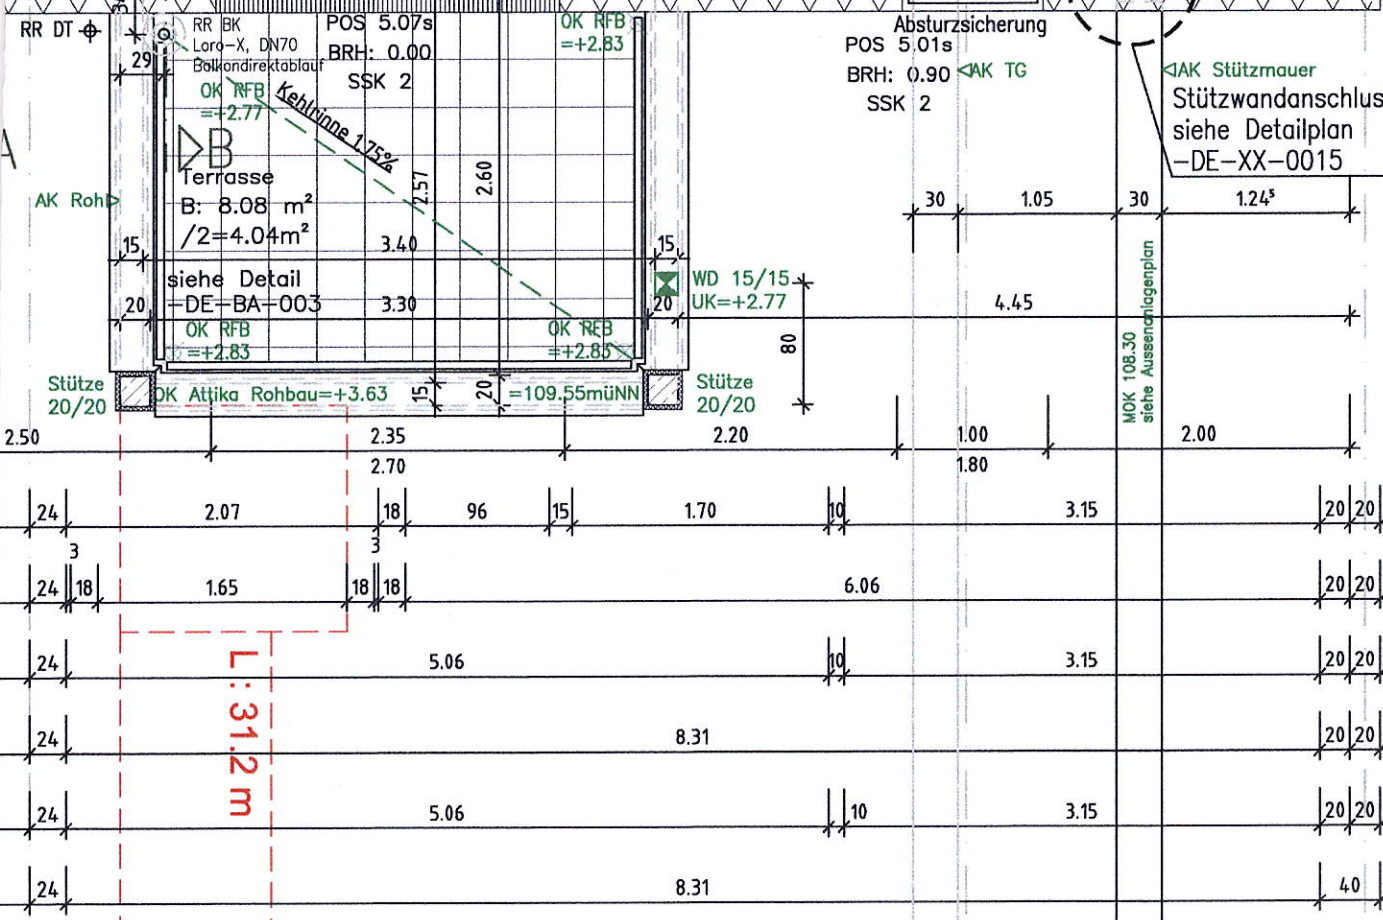 RR DT
RR BK
Loro-X, DN70
Balkondirektablauf
29
OK RFB
=+2.77
POS 5.07s
BRH: 0.00
SSK 2
OK RFB
=+2.83
Kehlrinne 1.75%
B
Terrasse
B: 8.08 m²
/2=4.04m²
siehe Detail
-DE-BA-003
AK Roh
15
3.40
15
20
3.30
20
2.57
2.60
OK RFB
=+2.83
OK RFB
=+2.83
WD 15/15
UK=+2.77
80
Stütze
20/20
OK Attika Rohbau=+3.63
15
20
=109.55müNN
Stütze
20/20
Absturzsicherung
POS 5.01s
BRH: 0.90
SSK 2
AK TG
AK Stützmauer
Stützwandanschlus
siehe Detailplan
-DE-XX-0015
30
1.05
30
1.24⁵
4.45
MOK 108.30
siehe Aussenanlagenplan
2.50
2.35
2.20
1.00
2.00
2.70
1.80
24
2.07
18
96
15
1.70
10
3.15
20
20
3
3
24
18
1.65
18
18
6.06
20
20
24
5.06
10
3.15
20
20
L: 31.2 m
24
8.31
20
20
24
5.06
10
3.15
20
20
24
8.31
40